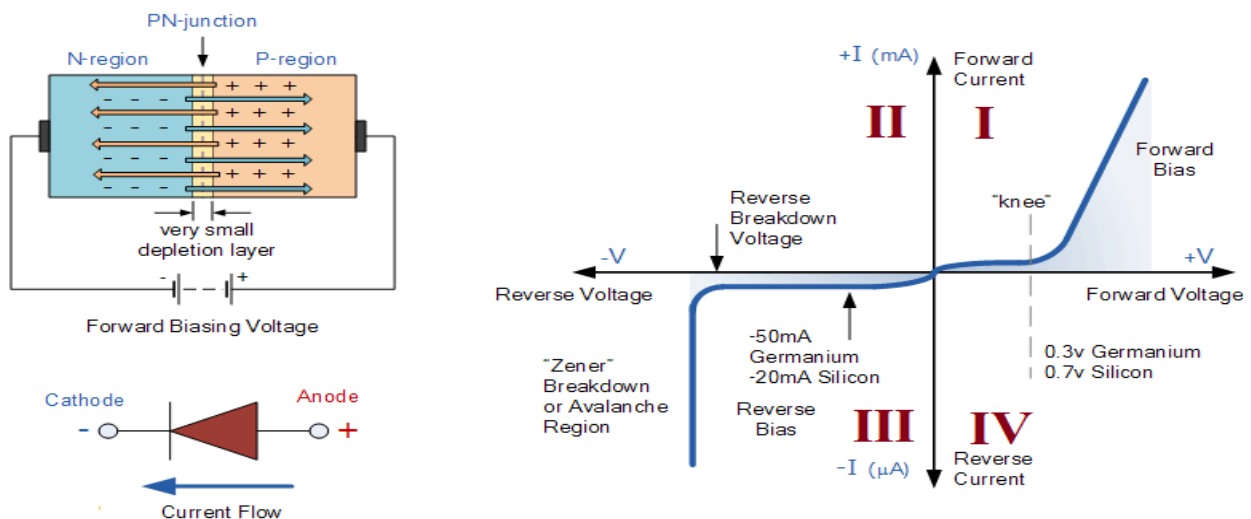 PN-junction
N-region
P-region
+ + +
- - -
+ + +
- - -
+ + +
- - -
+ + +
- - -
very small
depletion layer
- +
Forward Biasing Voltage
Cathode
Anode
- +
Current Flow
+I (mA)
Forward
Current
II
I
Forward
Bias
Reverse
Breakdown
Voltage
"knee"
-V
+V
Reverse Voltage
Forward Voltage
-50mA
Germanium
-20mA Silicon
0.3v Germanium
0.7v Silicon
"Zener"
Breakdown
or Avalanche
Region
Reverse
Bias
III
IV
-I (μA)
Reverse
Current